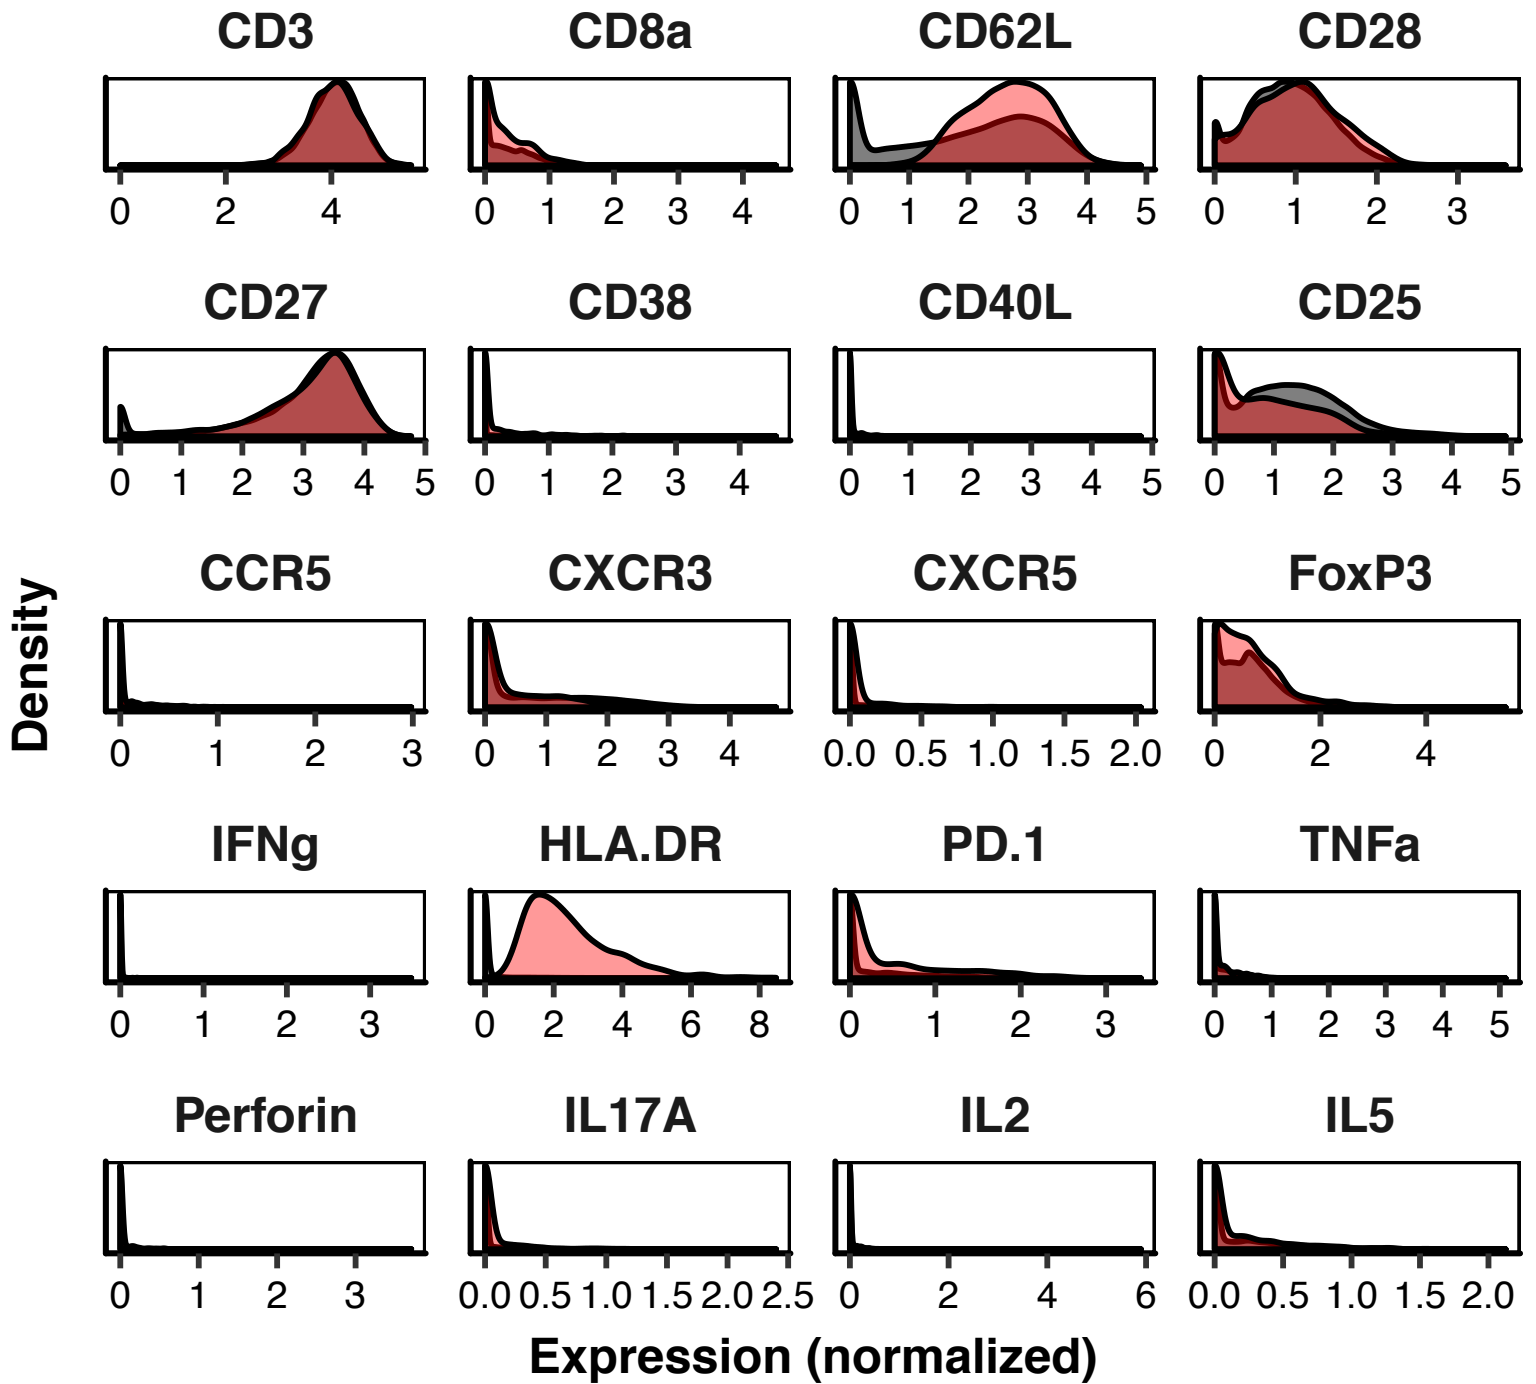 CD3 CD8a CD62L CD28
0 2 4 0 1 2 3 4 0 1 2 3 4 5 0 1 2 3
CD27 CD38 CD40L CD25
0 1 2 3 4 5 0 1 2 3 4 0 1 2 3 4 5 0 1 2 3 4 5
CCR5 CXCR3 CXCR5 FoxP3
0 1 2 3 0 1 2 3 4 0.0 0.5 1.0 1.5 2.0 0 2 4
Density
IFNg HLA.DR PD.1 TNFa
0 1 2 3 0 2 4 6 8 0 1 2 3 0 1 2 3 4 5
Perforin IL17A IL2 IL5
0 1 2 3 0.0 0.5 1.0 1.5 2.0 2.5 0 2 4 6 0.0 0.5 1.0 1.5 2.0
Expression (normalized)